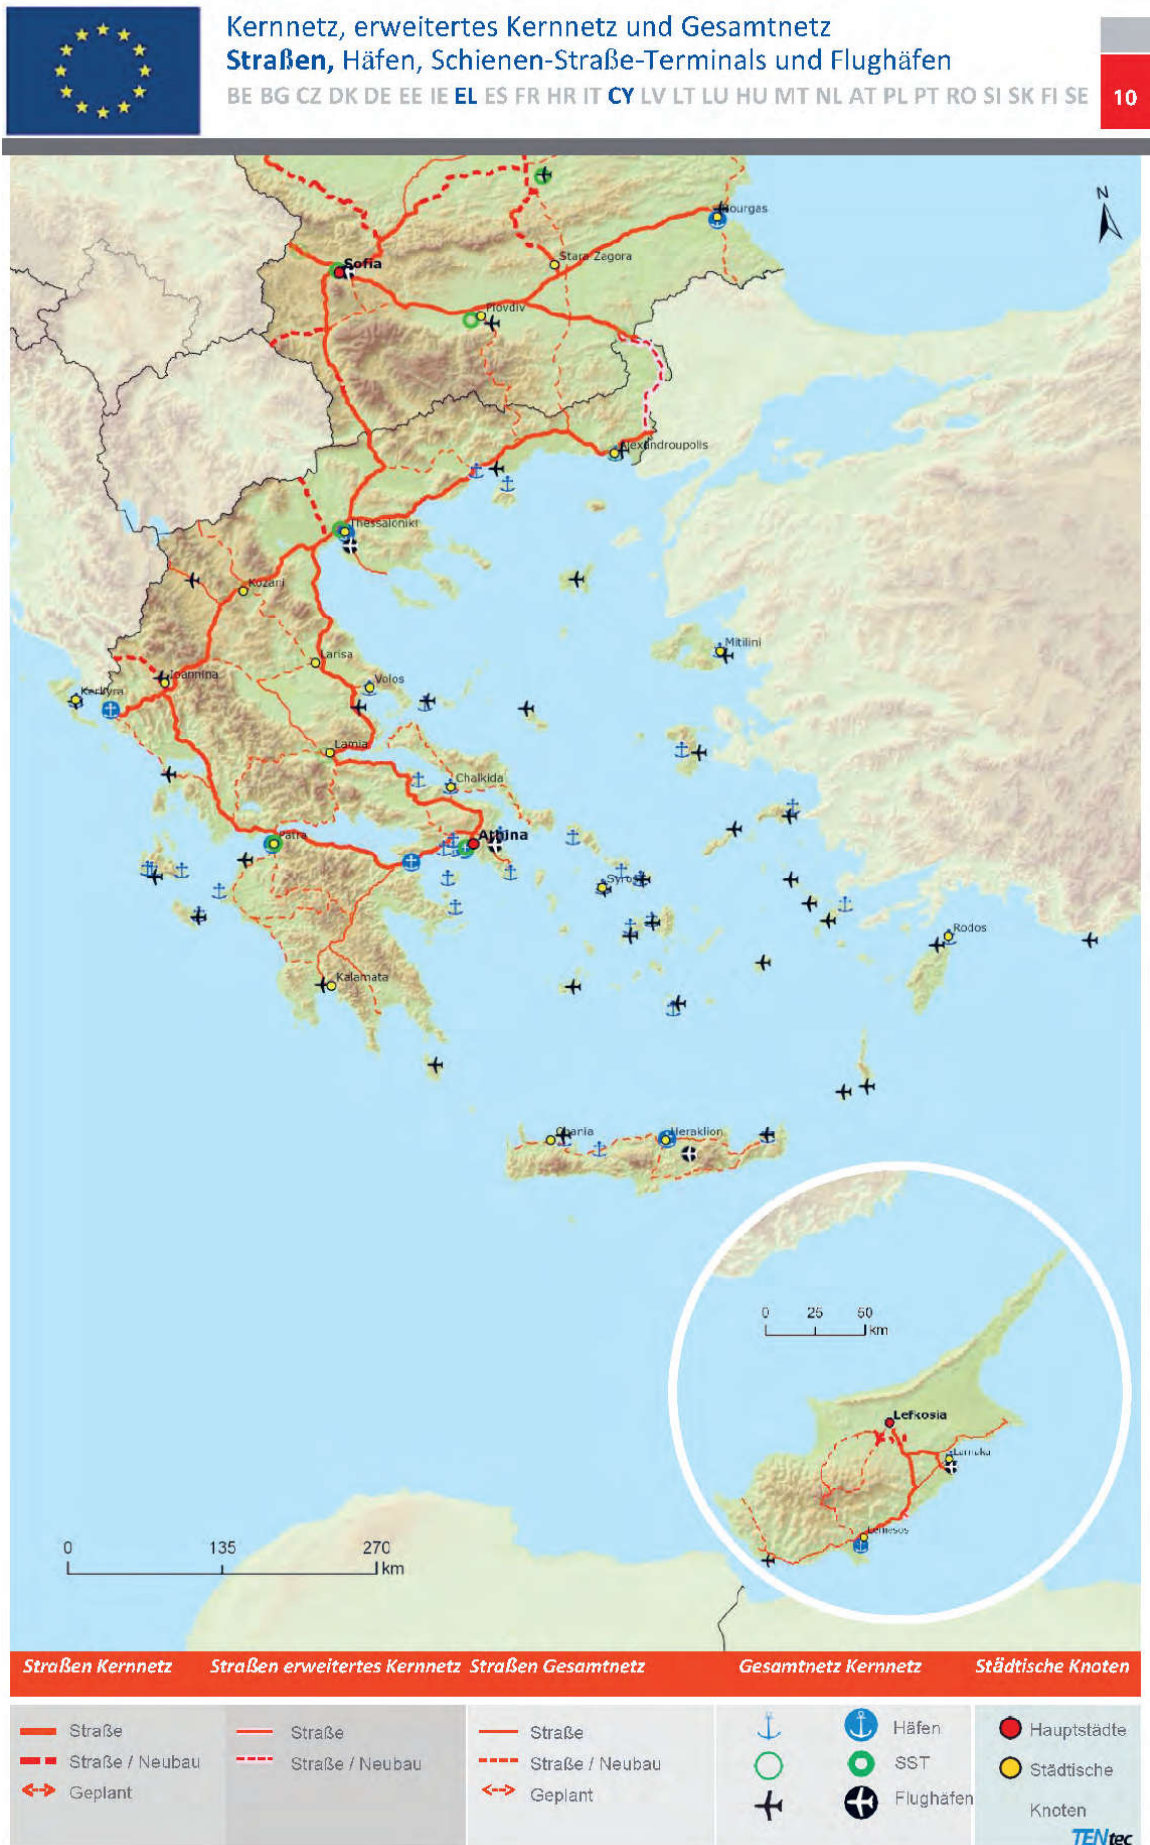 Kernnetz, erweitertes Kernnetz und Gesamtnetz
Straßen, Häfen, Schienen-Straße-Terminals und Flughäfen
BE BG CZ DK DE EE IE EL ES FR HR IT CY LV LT LU HU MT NL AT PL PT RO SI SK FI SE
10
N
Bourgas
Stara Zagora
Sofia
Plovdiv
Alexandroupolis
Thessaloniki
Kozani
Mitilini
Larisa
Ioannina
Volos
Kerkyra
Lamia
Chalkida
Patra
Athina
Syros
Rodos
Kalamata
Chania
Heraklion
0 25 50
km
Lefkosia
Larnaka
Lemesos
0 135 270
km
Straßen Kernnetz Straßen erweitertes Kernnetz Straßen Gesamtnetz Gesamtnetz Kernnetz Städtische Knoten
Straße Straße Straße Häfen Hauptstädte
Straße / Neubau Straße / Neubau Straße / Neubau SST Städtische
Geplant Geplant Flughäfen Knoten
TENtec